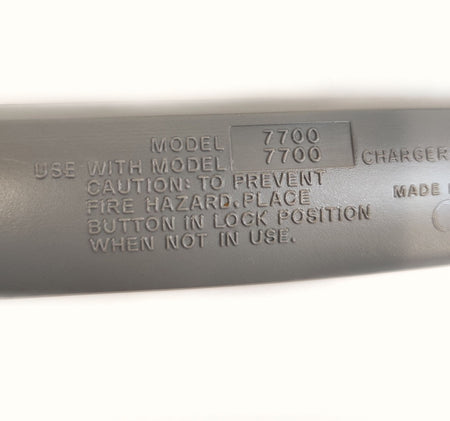 MODEL 7700
USE WITH MODEL 7700 CHARGER
CAUTION: TO PREVENT
FIRE HAZARD, PLACE
BUTTON IN LOCK POSITION
WHEN NOT IN USE.
MADE